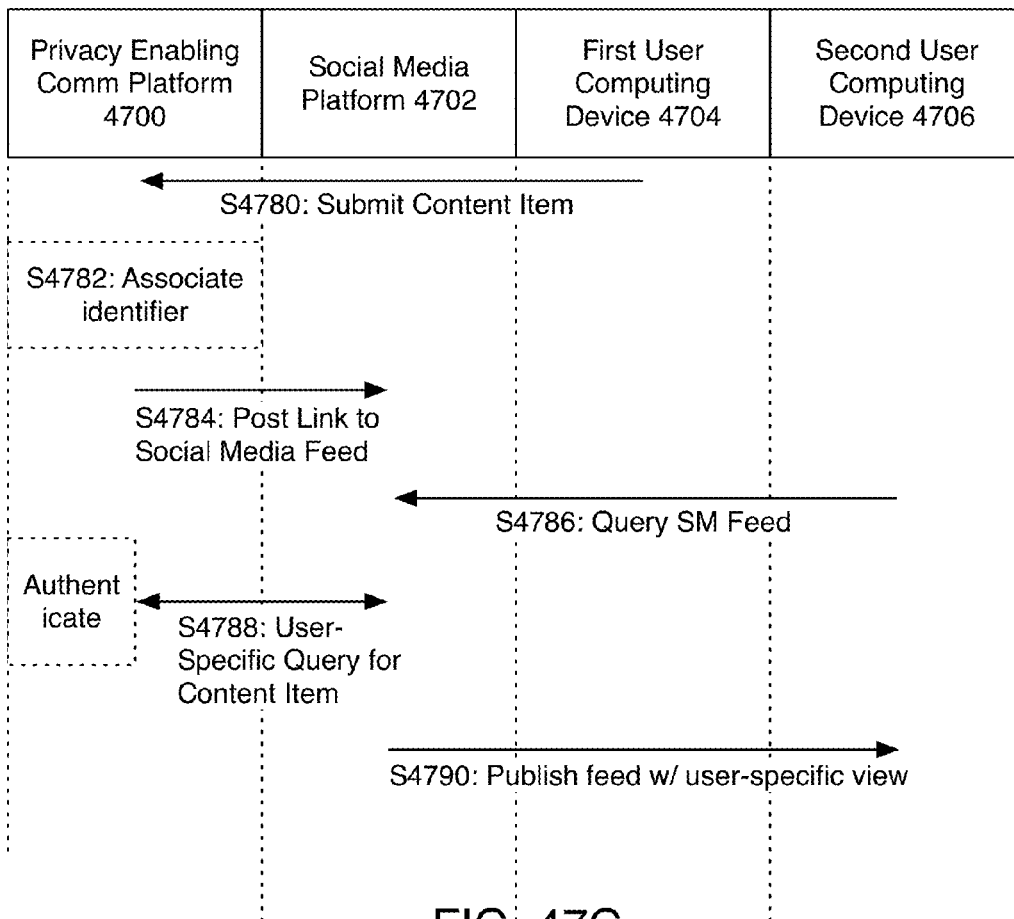 Privacy Enabling
Comm Platform
4700
Social Media
Platform 4702
First User
Computing
Device 4704
Second User
Computing
Device 4706
S4780: Submit Content Item
S4782: Associate
identifier
S4784: Post Link to
Social Media Feed
S4786: Query SM Feed
Authent
icate
S4788: User-
Specific Query for
Content Item
S4790: Publish feed w/ user-specific view